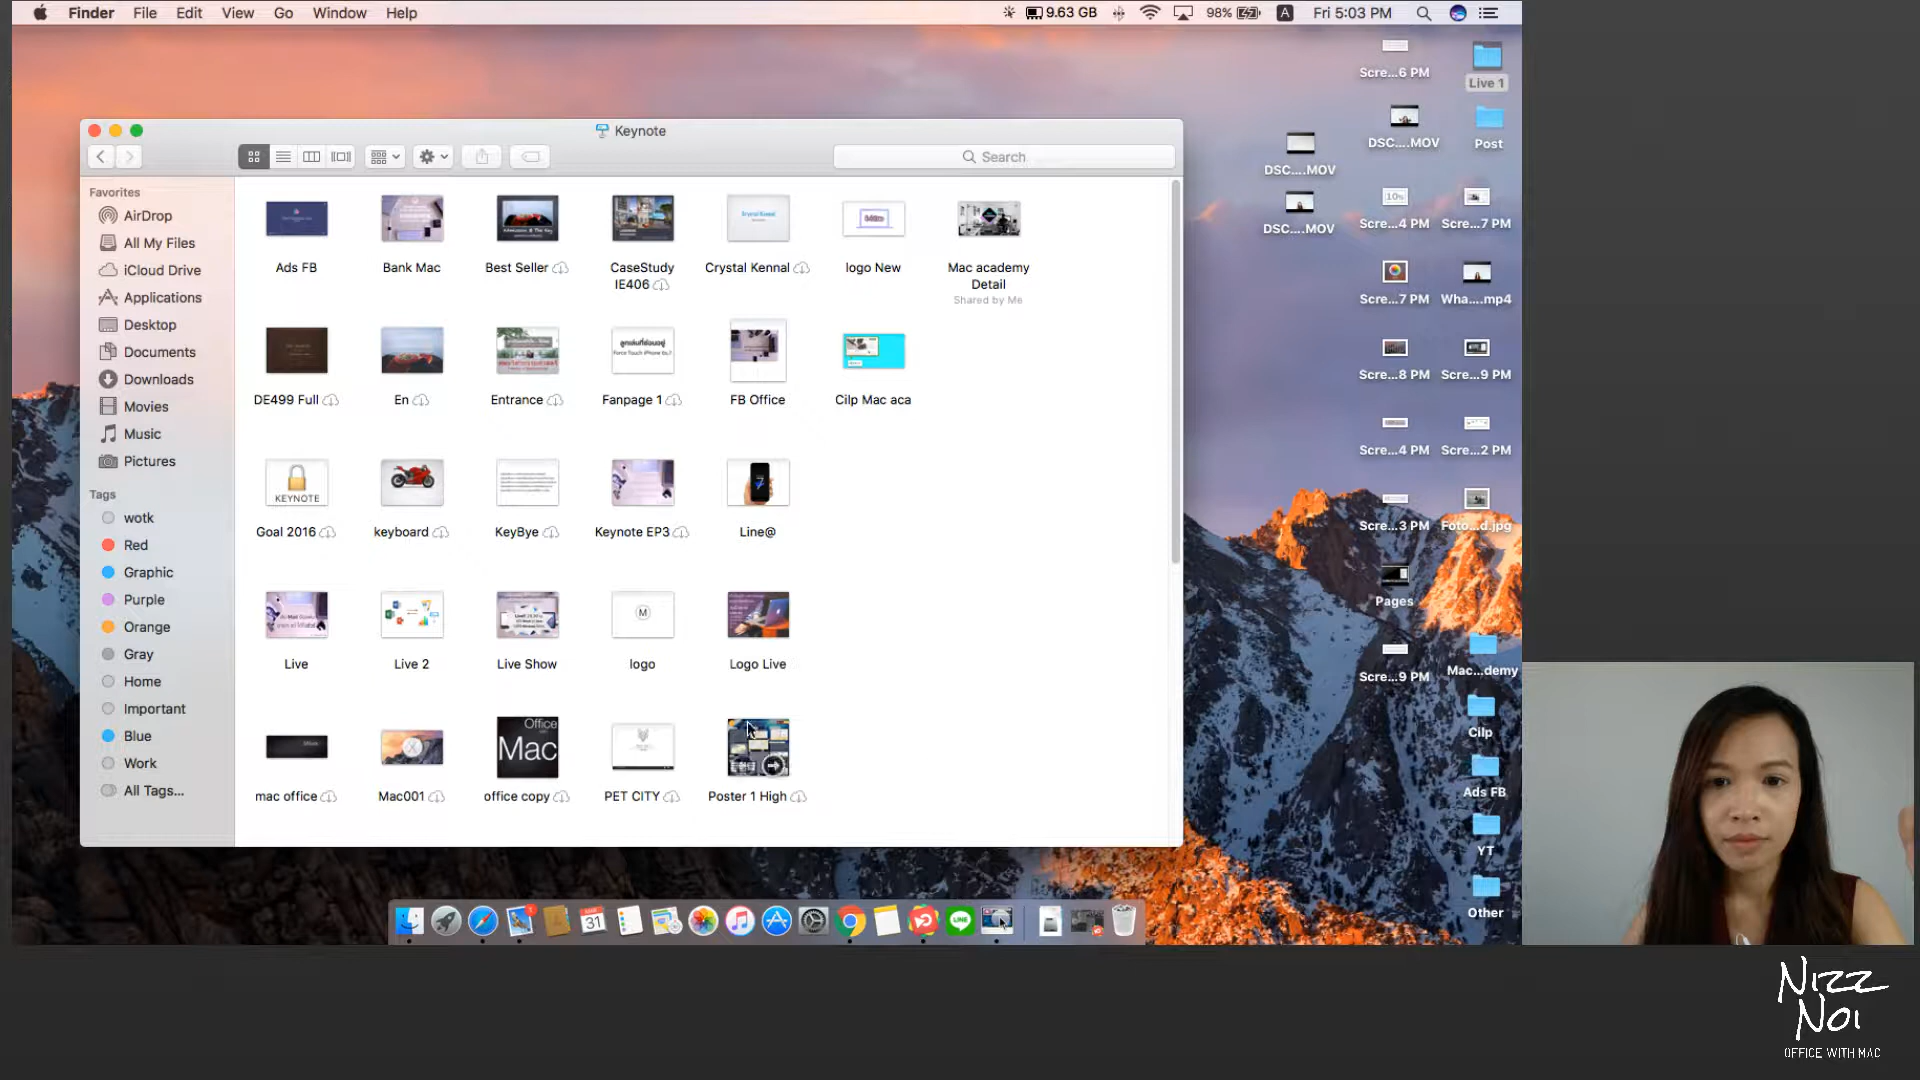 Finder File Edit View Go Window Help
9.63 GB 98% A Fri 5:03 PM
Keynote
Search
Favorites
AirDrop
All My Files
iCloud Drive
Applications
Desktop
Documents
Downloads
Movies
Music
Pictures
Tags
wotk
Red
Graphic
Purple
Orange
Gray
Home
Important
Blue
Work
All Tags...
Ads FB
Bank Mac
Best Seller
CaseStudy
IE406
Crystal Kennal
logo New
Mac academy
Detail
Shared by Me
DE499 Full
En
Entrance
Fanpage 1
FB Office
Cilp Mac aca
KEYNOTE
Goal 2016
keyboard
KeyBye
Keynote EP3
7
Line@
Live
Live 2
Live Show
M
logo
Logo Live
mac office
X
Mac001
Office
Mac
office copy
PET CITY
Poster 1 High
Scre...6 PM
Live 1
DSC....MOV
DSC....MOV
Post
DSC....MOV
10%
Scre...4 PM
Scre...7 PM
Scre...7 PM
Wha....mp4
Scre...8 PM
Scre...9 PM
Scre...4 PM
Scre...2 PM
Scre...3 PM
Foto...d.jpg
Pages
Scre...9 PM
Mac...demy
Cilp
Ads FB
YT
Other
31
LINE
NIZZ
NOI
OFFICE WITH MAC